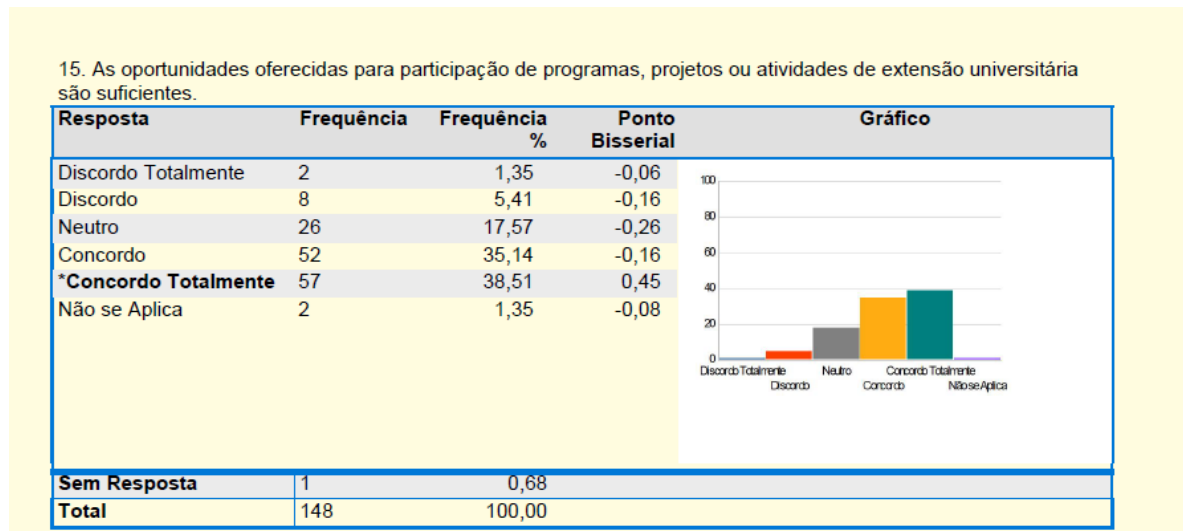 15. As oportunidades oferecidas para participação de programas, projetos ou atividades de extensão universitária
são suficientes.
Resposta Frequência Frequência % Ponto Bisserial Gráfico
Discordo Totalmente 2 1,35 -0,06
Discordo 8 5,41 -0,16
Neutro 26 17,57 -0,26
Concordo 52 35,14 -0,16
*Concordo Totalmente 57 38,51 0,45
Não se Aplica 2 1,35 -0,08
100
80
60
40
20
0
Discordo Totalmente Neutro Concordo Totalmente
Discordo Concordo Não se Aplica
Sem Resposta 1 0,68
Total 148 100,00